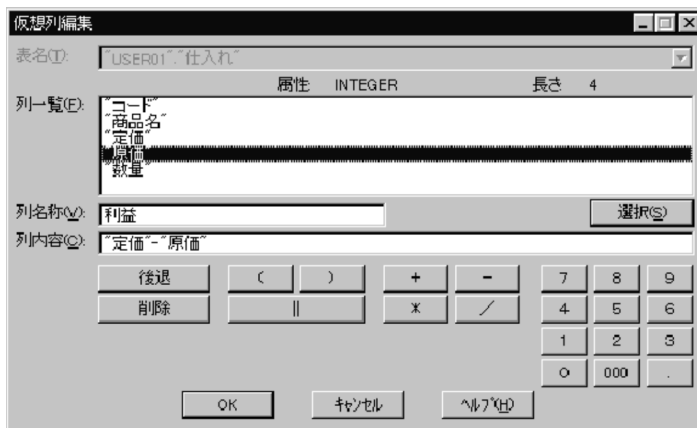 仮想列編集
表名(T): "USER01"."仕入れ"
属性 INTEGER 長さ 4
列一覧(F):
"コード"
"商品名"
"定価"
"原価"
"数量"
列名称(V): 利益 選択(S)
列内容(C): "定価"-"原価"
後退 ( ) + - 7 8 9
削除 || * / 4 5 6
1 2 3
0 000 .
OK キャンセル ヘルプ(H)